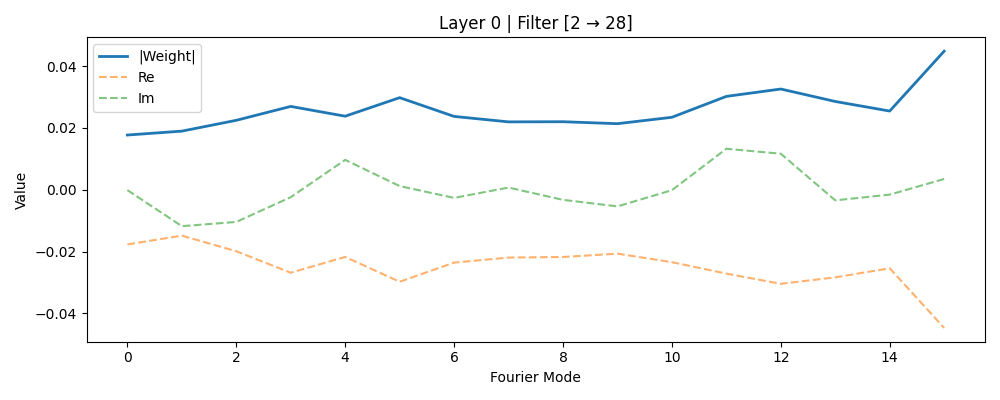 Layer 0 | Filter [2 → 28]
|Weight|
Re
Im
0.04
0.02
0.00
−0.02
−0.04
Value
0 2 4 6 8 10 12 14
Fourier Mode